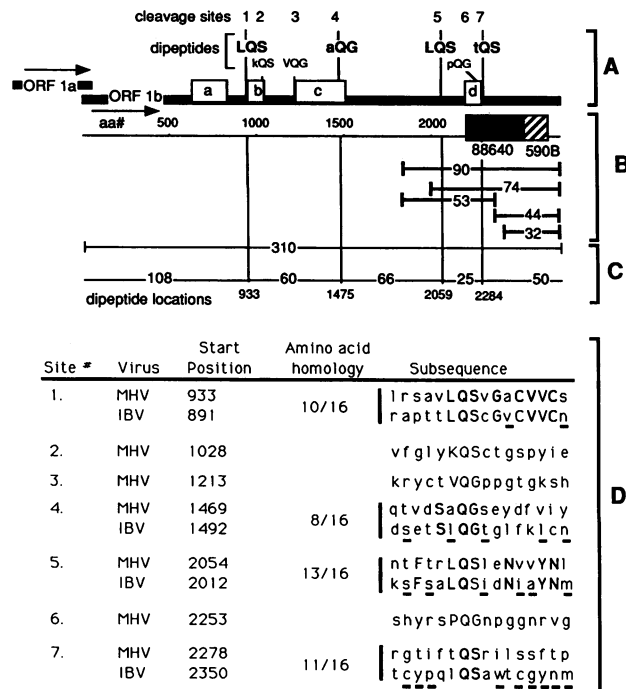 cleavage sites 1 2 3 4 5 6 7
dipeptides LQS aQG LQS tQS
kQS VQG pQG
A
ORF 1a
ORF 1b a b c d
aa# 500 1000 1500 2000
88640 590B
B
90
74
53
44
32
310
C
108 60 66 25 50
dipeptide locations 933 1475 2059 2284
Start Amino acid
Site # Virus Position homology Subsequence
1. MHV 933 10/16 lrsavLQSvGaCVVCs
IBV 891 rapttLQScGvCVVCn
2. MHV 1028 vfglyKQSctgspyie
3. MHV 1213 kryctVQGppgtgksh
D
4. MHV 1469 8/16 qtvdSaQGseydfviy
IBV 1492 dsetSlQGtglfklcn
5. MHV 2054 13/16 ntFtrLQSleNvvYNl
IBV 2012 ksFsaLQSidNiaYNm
6. MHV 2253 shyrsPQGnpggnrvg
7. MHV 2278 11/16 rgtiftQSrilssftp
IBV 2350 tcypqlQSawtcgynm